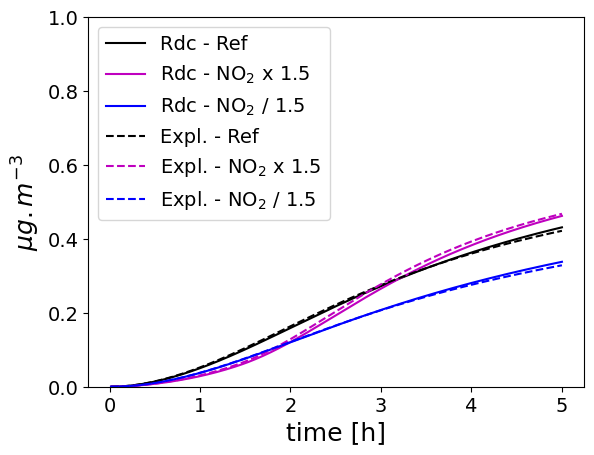 Rdc - Ref
Rdc - NO₂ x 1.5
Rdc - NO₂ / 1.5
Expl. - Ref
Expl. - NO₂ x 1.5
Expl. - NO₂ / 1.5
1.0
0.8
0.6
0.4
0.2
0.0
μg.m⁻³
0 1 2 3 4 5
time [h]